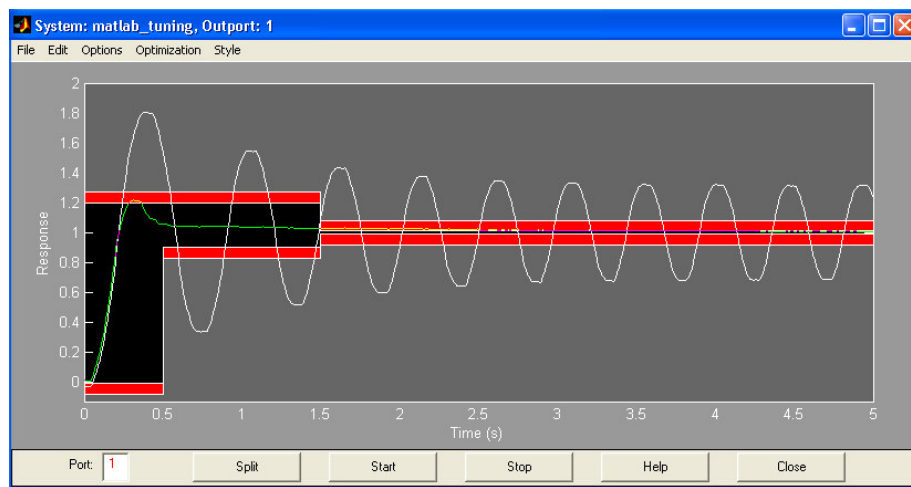 System: matlab_tuning, Outport: 1
File Edit Options Optimization Style
Response
2
1.8
1.6
1.4
1.2
1
0.8
0.6
0.4
0.2
0
0 0.5 1 1.5 2 2.5 3 3.5 4 4.5 5
Time (s)
Port: 1 Split Start Stop Help Close